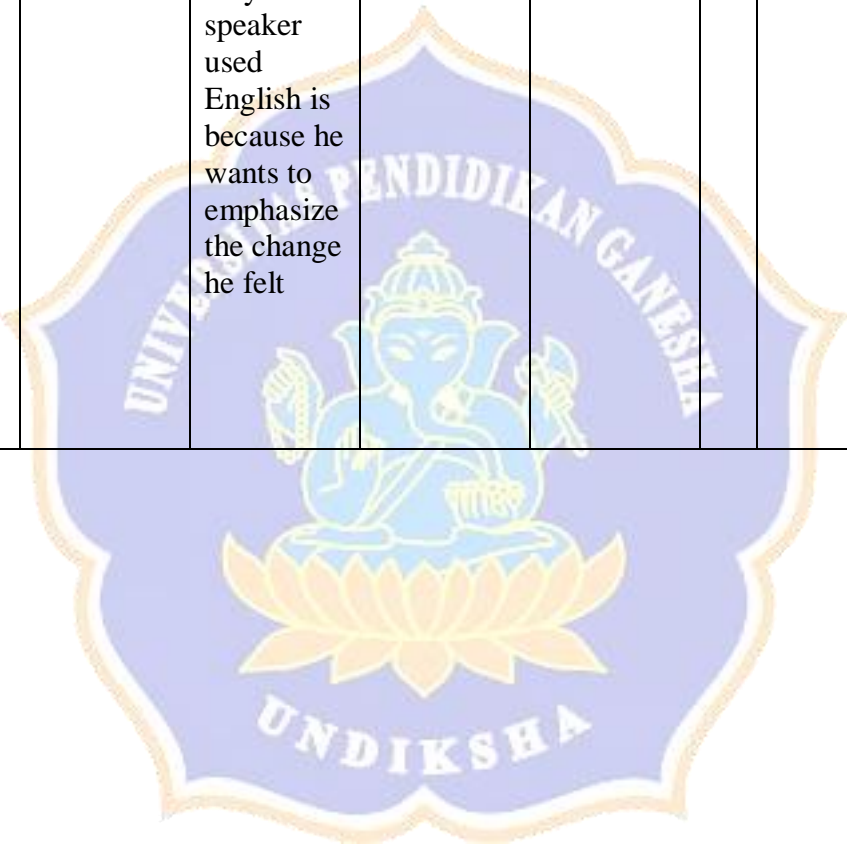 speaker
used
English is
because he
wants to
emphasize
the change
he felt
UNIVERSITAS PENDIDIKAN GANESHA
UNDIKSHA